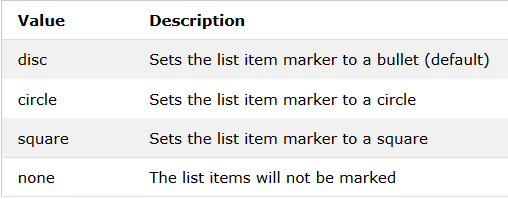 Value Description
disc Sets the list item marker to a bullet (default)
circle Sets the list item marker to a circle
square Sets the list item marker to a square
none The list items will not be marked